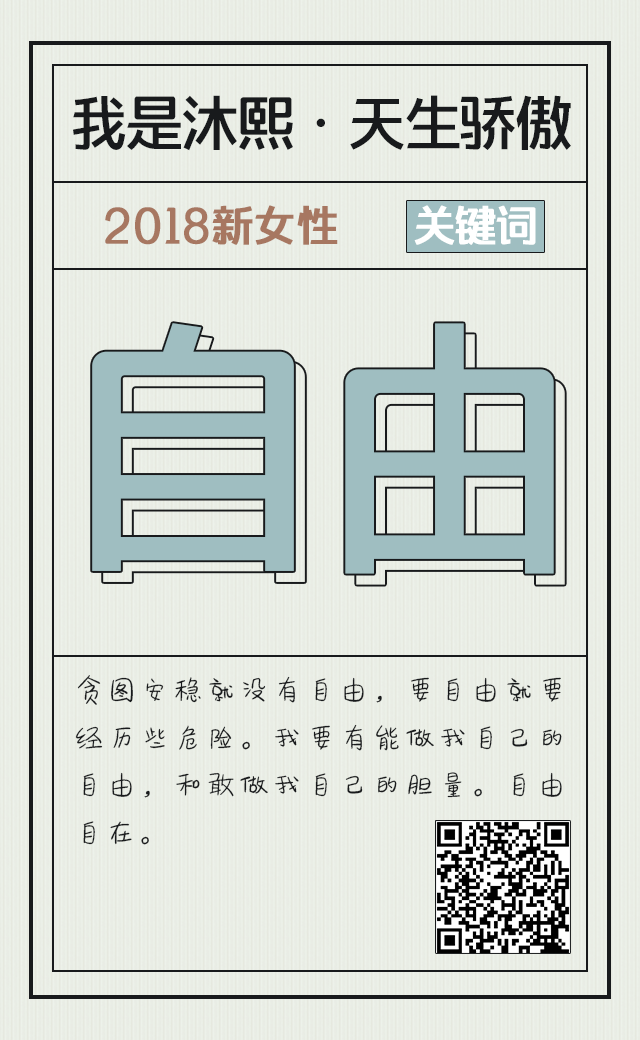 我是沐熙·天生骄傲
2018新女性 关键词
自由
贪图安稳就没有自由，要自由就要
经历些危险。我要有能做我自己的
自由，和敢做我自己的胆量。自由
自在。